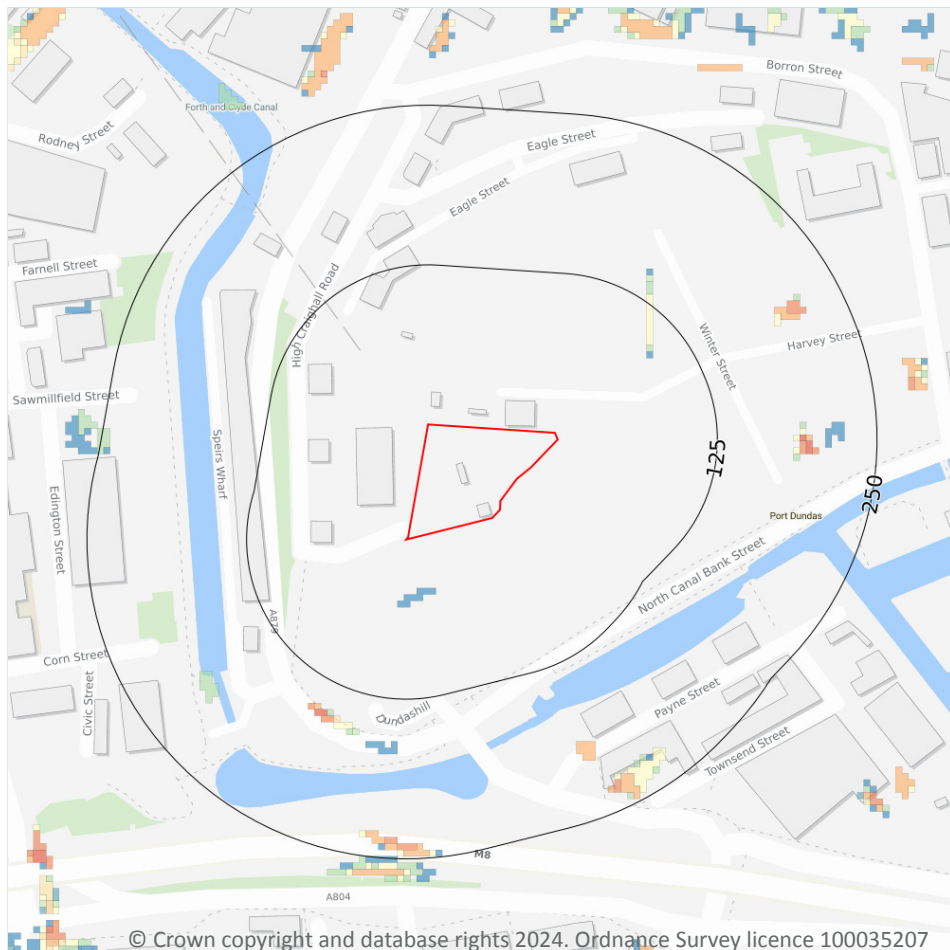 Borron Street
Forth and Clyde Canal
Rodney Street
Eagle Street
Eagle Street
Farnell Street
High Craighall Road
Winter Street
Harvey Street
Sawmillfield Street
Speirs Wharf
125
250
Edington Street
Port Dundas
North Canal Bank Street
A879
Corn Street
Civic Street
Payne Street
Dundashill
Townsend Street
M8
A804
© Crown copyright and database rights 2024. Ordnance Survey licence 100035207